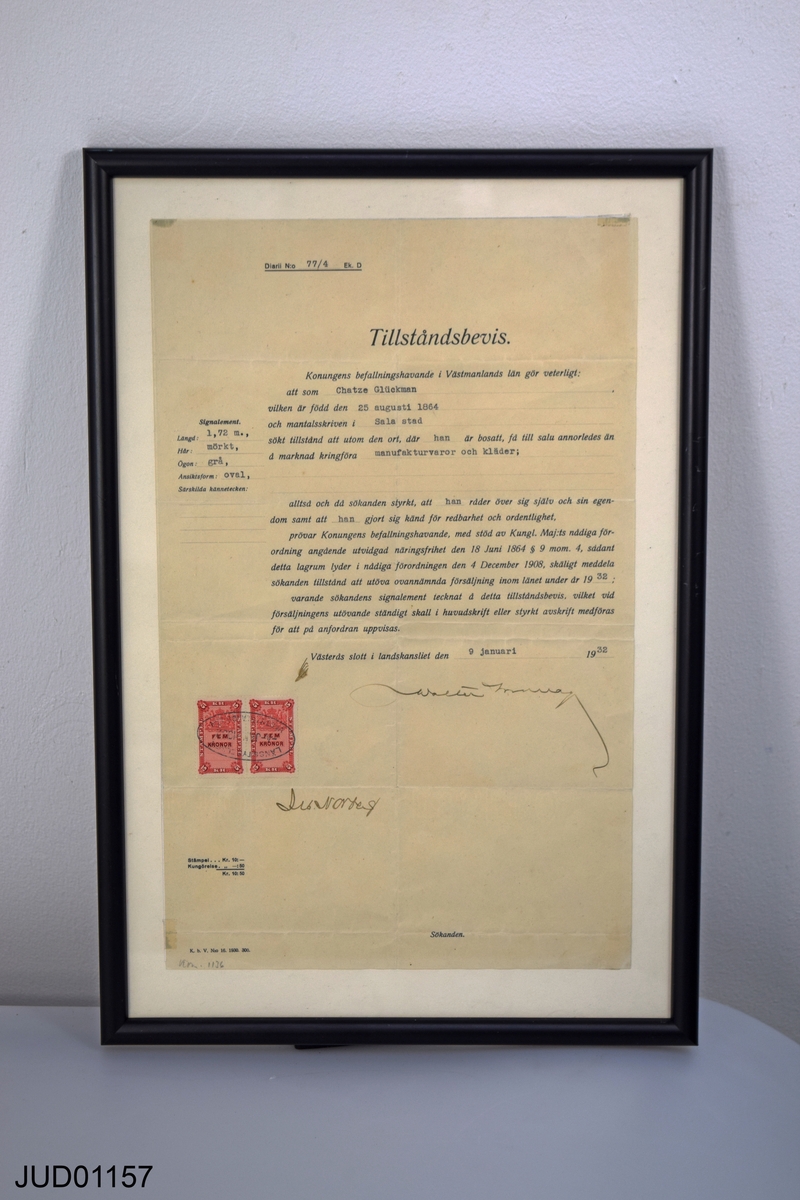 Diarii N:o 77/4 Ek. D
Tillståndsbevis.
Konungens befallningshavande i Västmanlands län gör veterligt:
att som Chatze Glückman
vilken är född den 25 augusti 1864
och mantalsskriven i Sala stad
sökt tillstånd att utom den ort, där han är bosatt, få till salu annorledes än
å marknad kringföra manufakturvaror och kläder;
Signalement.
Längd: 1,72 m.,
Hår: mörkt,
Ögon: grå,
Ansiktsform: oval,
Särskilda kännetecken:
alltså och då sökanden styrkt, att han råder över sig själv och sin egen-
dom samt att han gjort sig känd för redbarhet och ordentlighet,
prövar Konungens befallningshavande, med stöd av Kungl. Maj:ts nådiga för-
ordning angående utvidgad näringsfrihet den 18 Juni 1864 § 9 mom. 4, sådant
detta lagrum lyder i nådiga förordningen den 4 December 1908, skäligt meddela
sökanden tillstånd att utöva ovannämnda försäljning inom länet under år 1932 ;
varande sökandens signalement tecknat å detta tillståndsbevis. vilket vid
försäljningens utövande ständigt skall i huvudskrift eller styrkt avskrift medföras
för att på anfordran uppvisas.
Västerås slott i landskansliet den 9 januari 1932
FEM KRONOR
FEM KRONOR
Stämpel . . . Kr. 10:—
Kungörelse. „ —:50
Kr. 10:50
Sökanden.
JUD01157